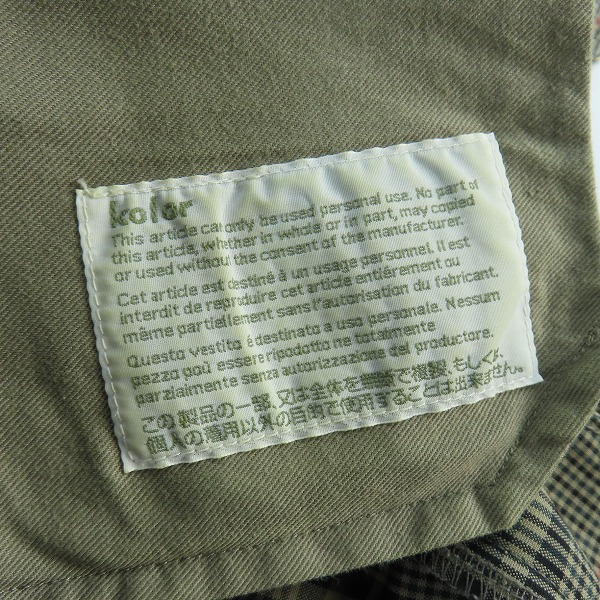 kolor
This article can only be used personal use. No part of
this article, whether in whole or in part, may copied
or used without the consent of the manufacturer.
Cet article est destiné à un usage personnel. Il est
interdit de reproduire cet article entiérement ou
même partiellement sans l'autorisation du fabricant.
Questo vestito é destinato a uso personale. Nessum
pezzo poú essere ripodotto ne totalmente
parzialmente senza autorizzazione del productore.
この製品の一部、又は全体を無断で複製、もしくは、
個人の着用以外の目的で使用することは出来ません。